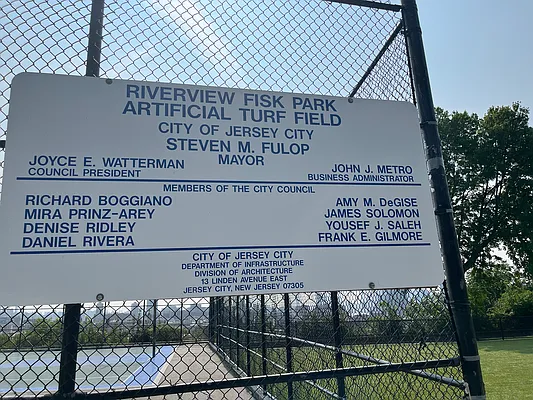 RIVERVIEW FISK PARK
ARTIFICIAL TURF FIELD
CITY OF JERSEY CITY
STEVEN M. FULOP
MAYOR
JOYCE E. WATTERMAN
COUNCIL PRESIDENT
JOHN J. METRO
BUSINESS ADMINISTRATOR
MEMBERS OF THE CITY COUNCIL
RICHARD BOGGIANO
MIRA PRINZ-AREY
DENISE RIDLEY
DANIEL RIVERA
AMY M. DeGISE
JAMES SOLOMON
YOUSEF J. SALEH
FRANK E. GILMORE
CITY OF JERSEY CITY
DEPARTMENT OF INFRASTRUCTURE
DIVISION OF ARCHITECTURE
13 LINDEN AVENUE EAST
JERSEY CITY, NEW JERSEY 07305